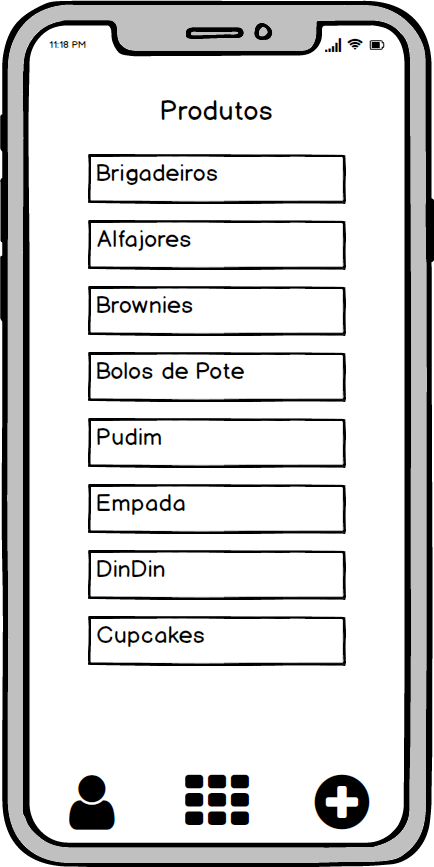 11:18 PM
Produtos
Brigadeiros
Alfajores
Brownies
Bolos de Pote
Pudim
Empada
DinDin
Cupcakes